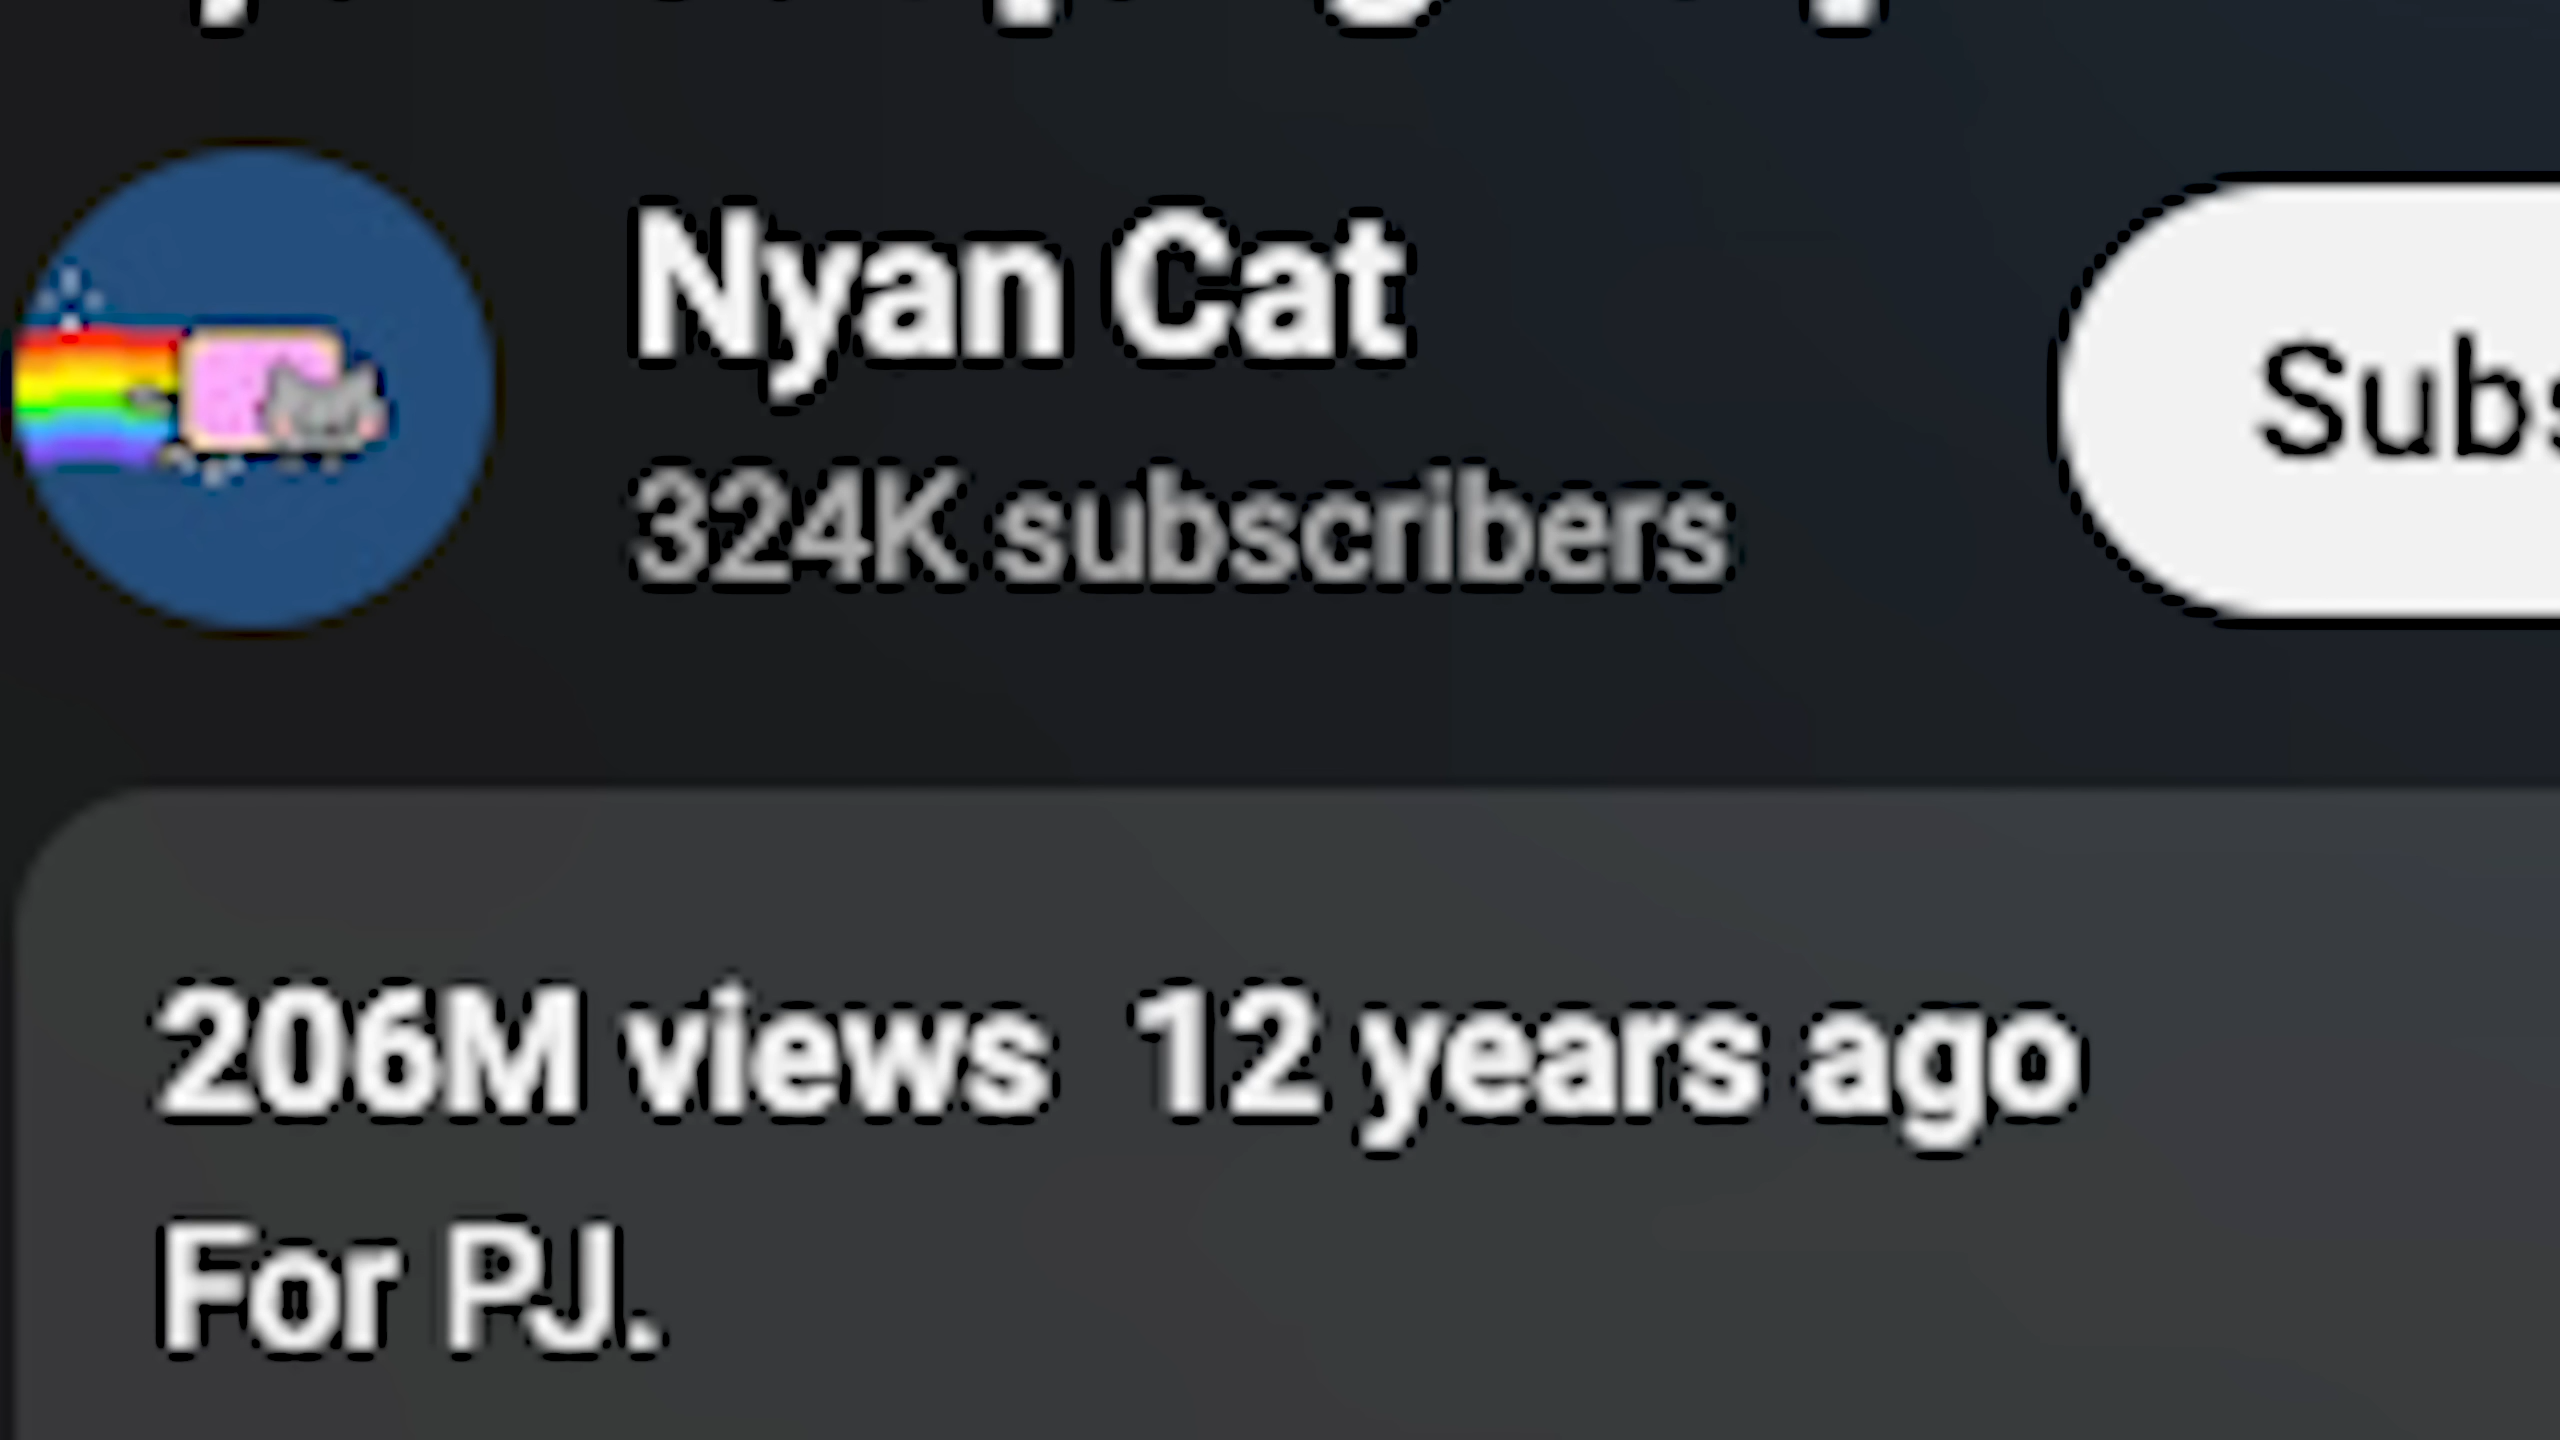 Nyan Cat
324K subscribers
Subs
206M views 12 years ago
For PJ.